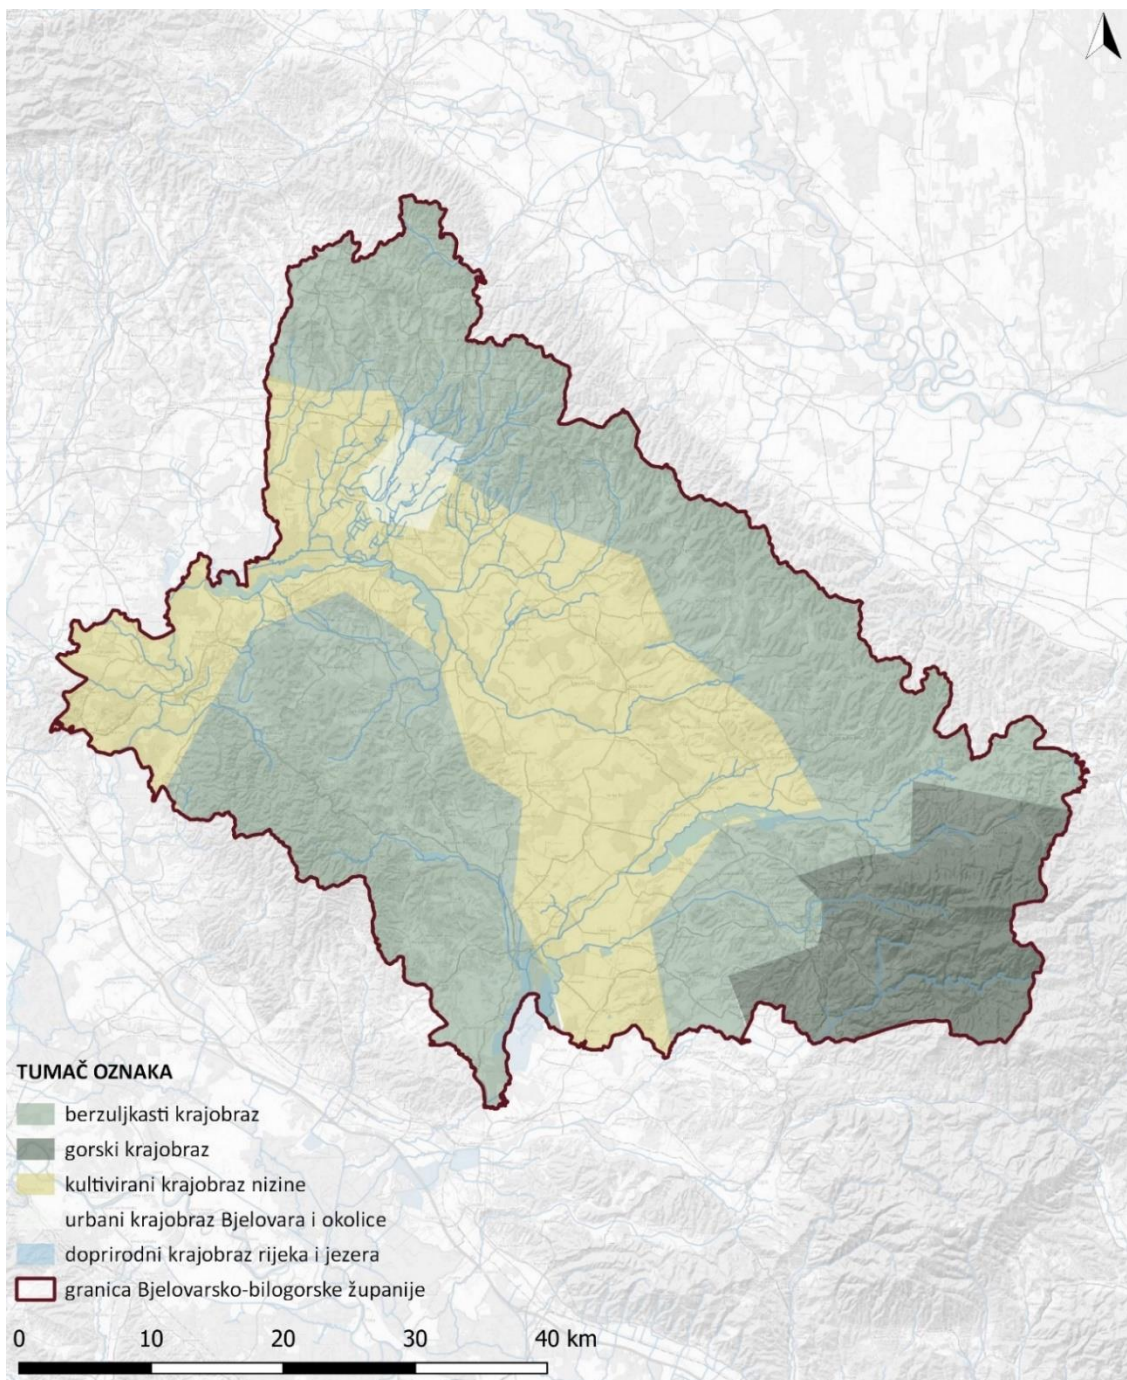 TUMAČ OZNAKA
berzuljkasti krajobraz
gorski krajobraz
kultivirani krajobraz nizine
urbani krajobraz Bjelovara i okolice
doprirodni krajobraz rijeka i jezera
granica Bjelovarsko-bilogorske županije
0 10 20 30 40 km